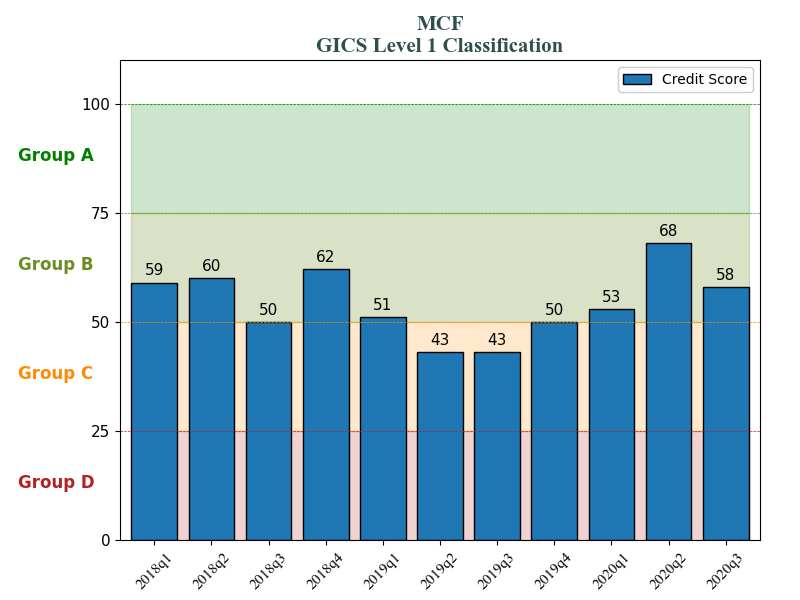 MCF
GICS Level 1 Classification
Credit Score
100
Group A
75
68
Group B
62
59
60
58
50
51
53
50
50
43
43
Group C
25
Group D
0
2018q1
2018q2
2018q3
2018q4
2019q1
2019q2
2019q3
2019q4
2020q1
2020q2
2020q3